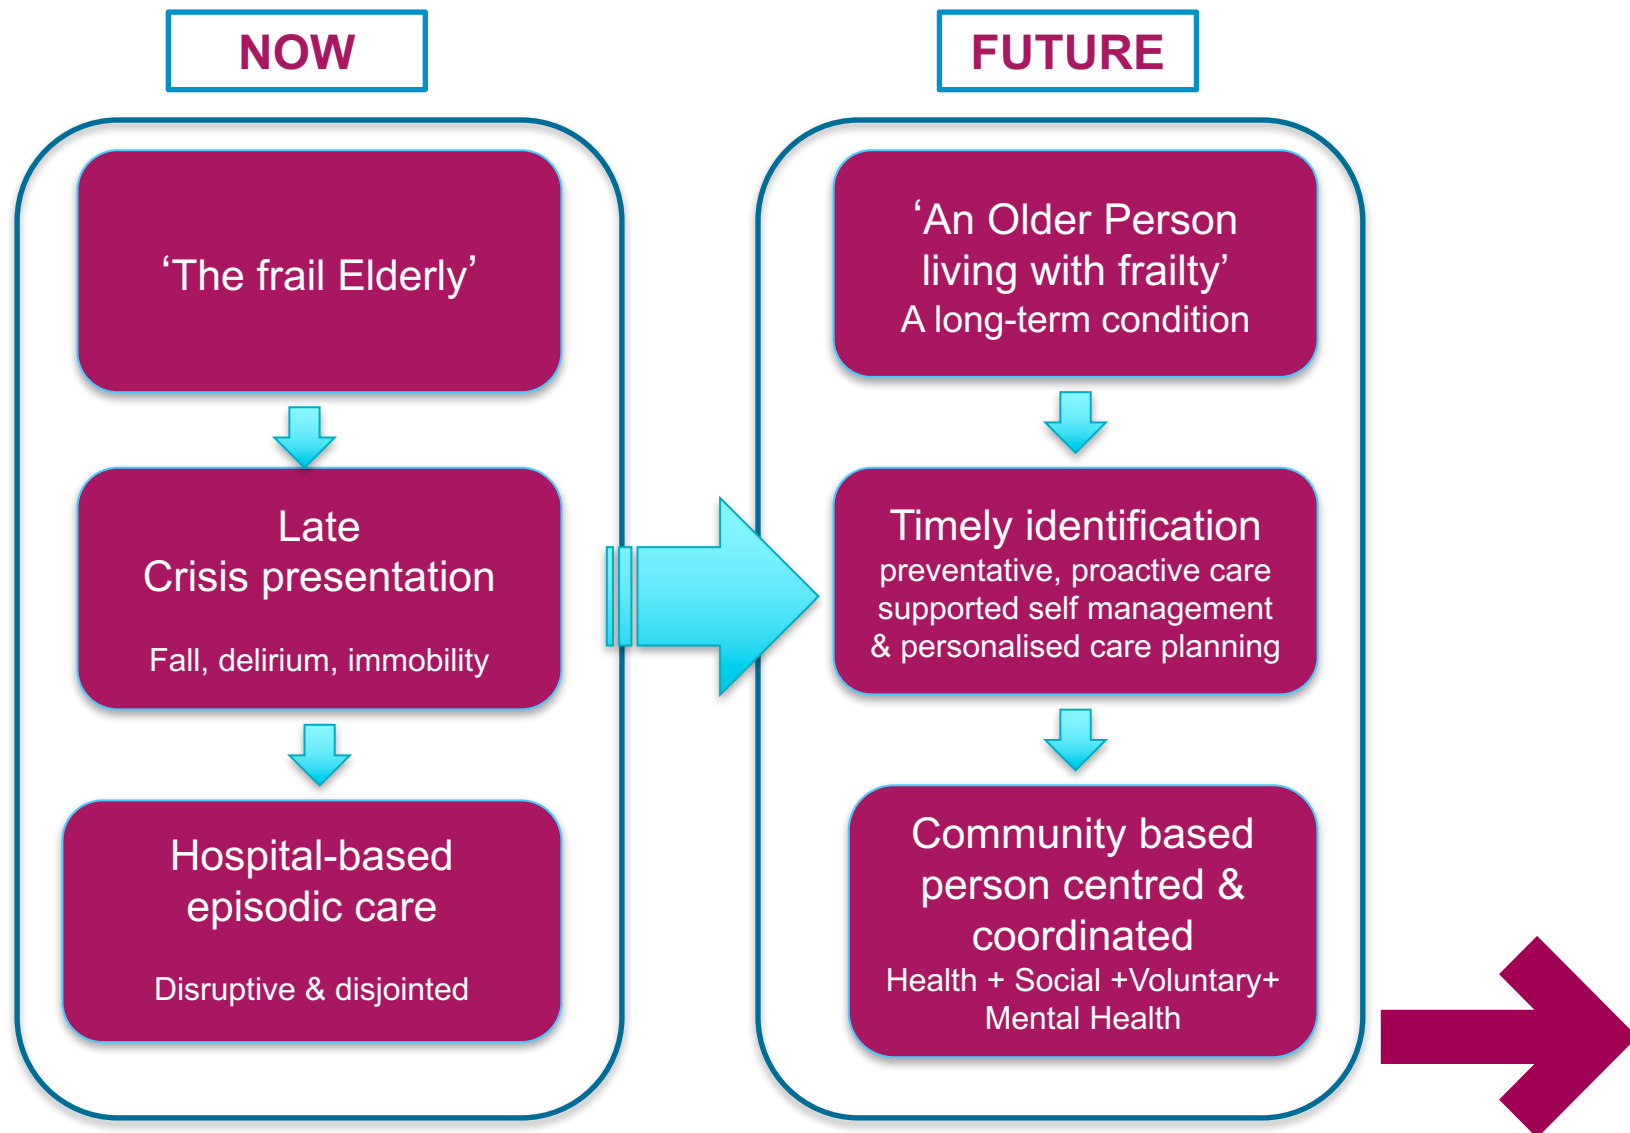 NOW
‘The frail Elderly’
Late
Crisis presentation
Fall, delirium, immobility
Hospital-based
episodic care
Disruptive & disjointed
FUTURE
‘An Older Person
living with frailty’
A long-term condition
Timely identification
preventative, proactive care
supported self management
& personalised care planning
Community based
person centred &
coordinated
Health + Social +Voluntary+
Mental Health